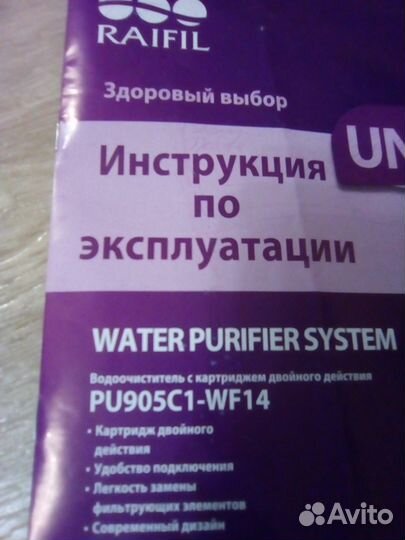 RAIFIL
Здоровый выбор
UN
Инструкция
по
эксплуатации
WATER PURIFIER SYSTEM
Водоочиститель с картриджем двойного действия
PU905C1-WF14
• Картридж двойного
действия
• Удобство подключения
• Легкость замены
фильтрующих элементов
• Современный дизайн
Avito